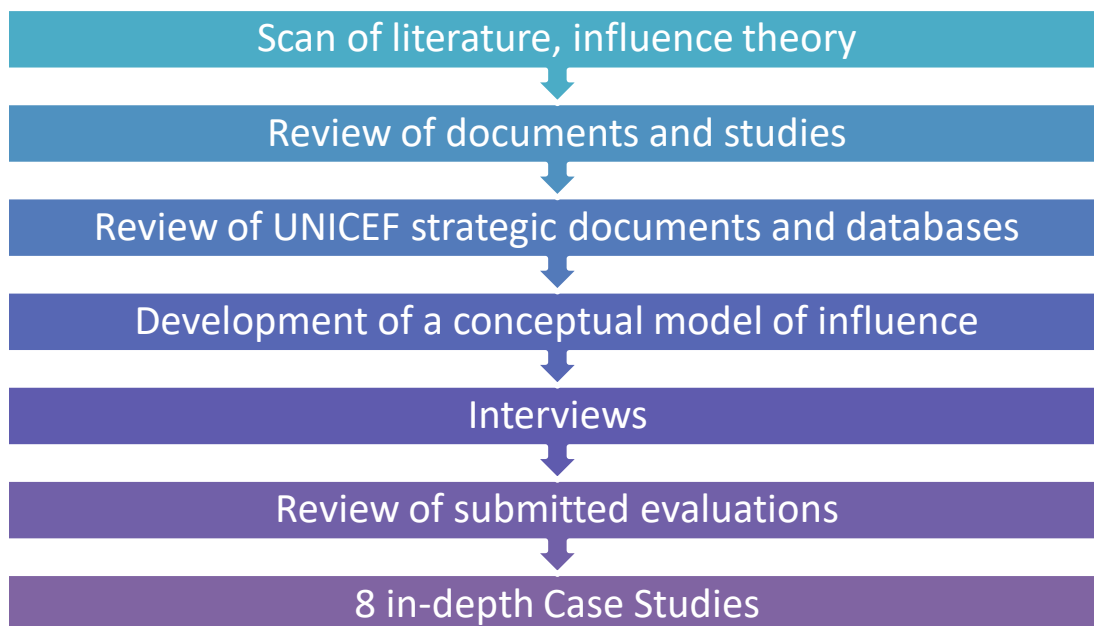 Scan of literature, influence theory
Review of documents and studies
Review of UNICEF strategic documents and databases
Development of a conceptual model of influence
Interviews
Review of submitted evaluations
8 in-depth Case Studies